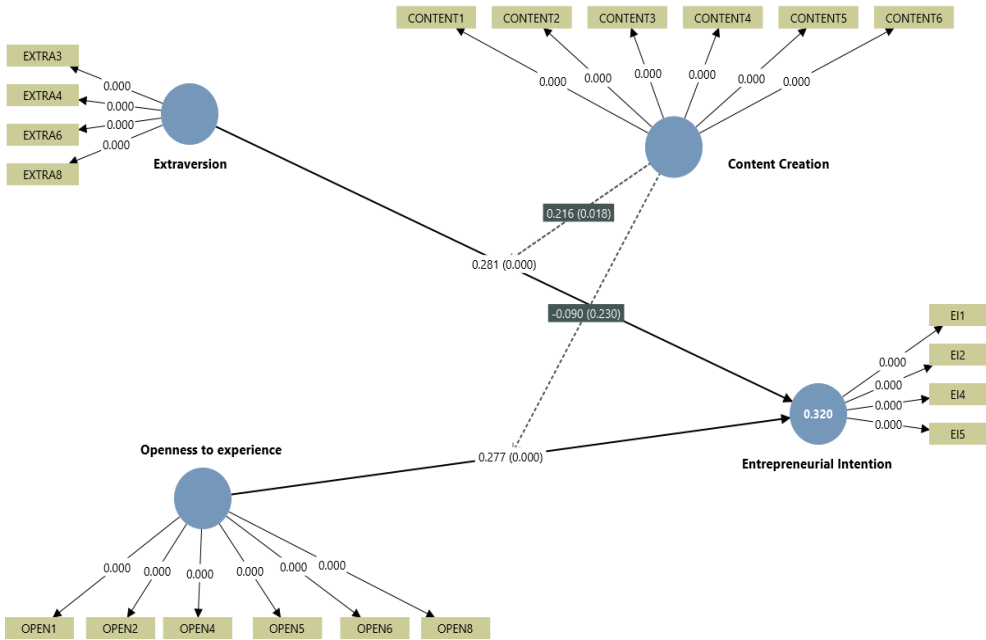 CONTENT1
CONTENT2
CONTENT3
CONTENT4
CONTENT5
CONTENT6
0.000
0.000
0.000
0.000
0.000
0.000
Content Creation
EXTRA3
EXTRA4
EXTRA6
EXTRA8
0.000
0.000
0.000
0.000
Extraversion
0.216 (0.018)
0.281 (0.000)
-0.090 (0.230)
EI1
EI2
EI4
EI5
0.000
0.000
0.000
0.000
0.320
Entrepreneurial Intention
0.277 (0.000)
Openness to experience
0.000
0.000
0.000
0.000
0.000
0.000
OPEN1
OPEN2
OPEN4
OPEN5
OPEN6
OPEN8